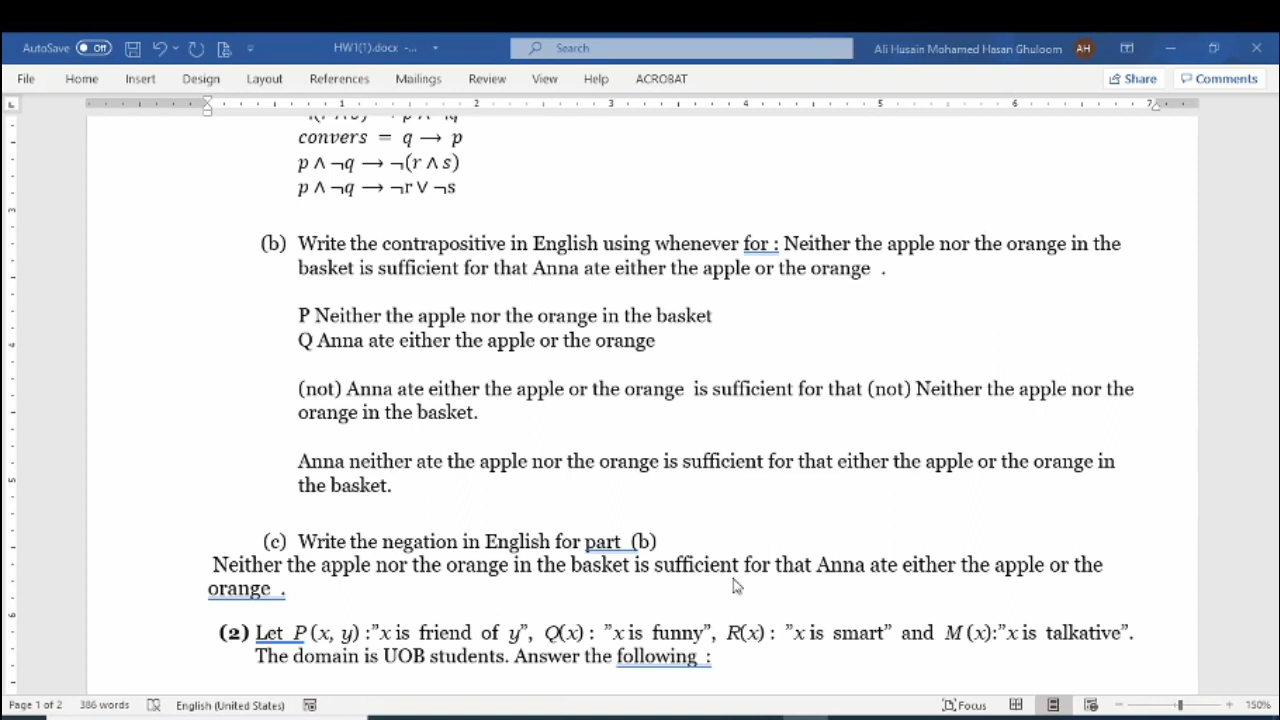 AutoSave Off HW1(1).docx -... Search Ali Husain Mohamed Hasan Ghuloom AH
File Home Insert Design Layout References Mailings Review View Help ACROBAT Share Comments
1 2 3 4 5 6 7
convers = q → p
p ∧ ¬q → ¬(r ∧ s)
p ∧ ¬q → ¬r ∨ ¬s
(b) Write the contrapositive in English using whenever for : Neither the apple nor the orange in the
basket is sufficient for that Anna ate either the apple or the orange .
P Neither the apple nor the orange in the basket
Q Anna ate either the apple or the orange
(not) Anna ate either the apple or the orange is sufficient for that (not) Neither the apple nor the
orange in the basket.
Anna neither ate the apple nor the orange is sufficient for that either the apple or the orange in
the basket.
(c) Write the negation in English for part (b)
Neither the apple nor the orange in the basket is sufficient for that Anna ate either the apple or the
orange .
(2) Let P(x, y) :"x is friend of y", Q(x) : "x is funny", R(x) : "x is smart" and M(x):"x is talkative".
The domain is UOB students. Answer the following :
Page 1 of 2 386 words English (United States) Focus 150%